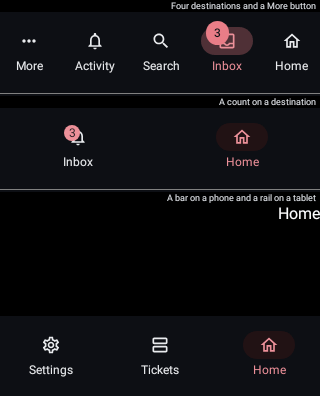 Four destinations and a More button
3
More Activity Search Inbox Home
A count on a destination
3
Inbox Home
A bar on a phone and a rail on a tablet
Home
Settings Tickets Home